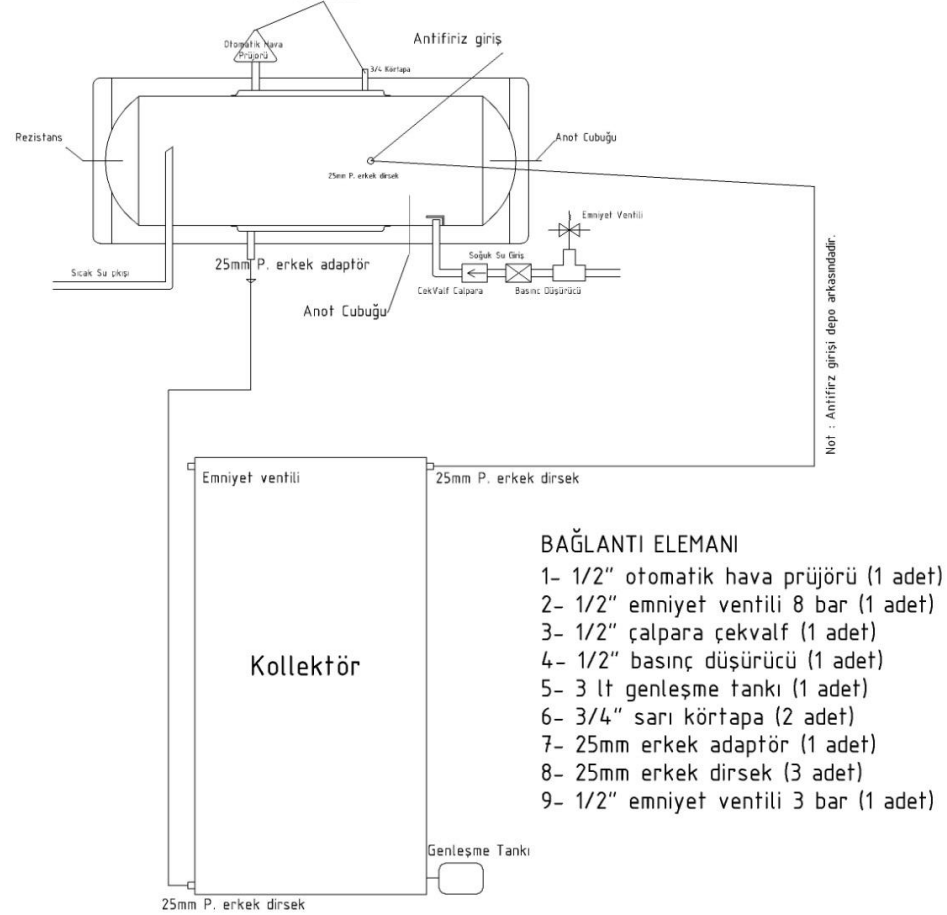 Antifiriz giriş
Otomatik Hava
Prüjörü
3/4 Körtapa
Rezistans
Anot Cubuğu
25mm P. erkek dirsek
Emniyet Ventili
Soğuk Su Giriş
25mm P. erkek adaptör
Sıcak Su çıkışı
CekValf Calpara
Basınc Düşürücü
Anot Cubuğu
Not : Antifirz girişi depo arkasındadır.
Emniyet ventili
25mm P. erkek dirsek
Kollektör
BAĞLANTI ELEMANI
1- 1/2" otomatik hava prüjörü (1 adet)
2- 1/2" emniyet ventili 8 bar (1 adet)
3- 1/2" çalpara çekvalf (1 adet)
4- 1/2" basınç düşürücü (1 adet)
5- 3 lt genleşme tankı (1 adet)
6- 3/4" sarı körtapa (2 adet)
7- 25mm erkek adaptör (1 adet)
8- 25mm erkek dirsek (3 adet)
9- 1/2" emniyet ventili 3 bar (1 adet)
Genleşme Tankı
25mm P. erkek dirsek